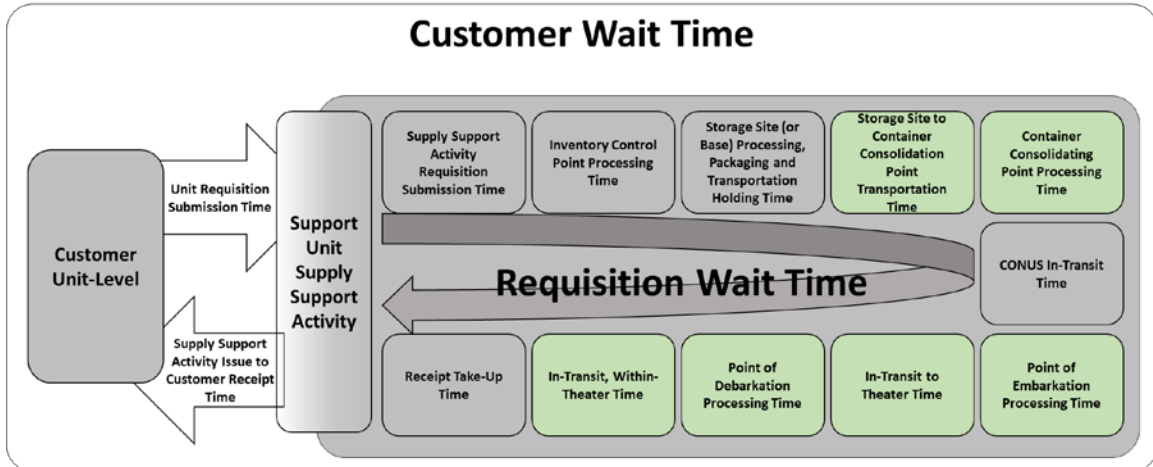 Customer Wait Time
Customer
Unit-Level
Unit Requisition
Submission Time
Supply Support
Activity Issue to
Customer Receipt
Time
Support
Unit
Supply
Support
Activity
Supply Support
Activity
Requisition
Submission Time
Inventory Control
Point Processing
Time
Storage Site (or
Base) Processing,
Packaging and
Transportation
Holding Time
Storage Site to
Container
Consolidation
Point
Transportation
Time
Container
Consolidating
Point Processing
Time
Requisition Wait Time
CONUS In-Transit
Time
Receipt Take-Up
Time
In-Transit, Within-
Theater Time
Point of
Debarkation
Processing Time
In-Transit to
Theater Time
Point of
Embarkation
Processing Time